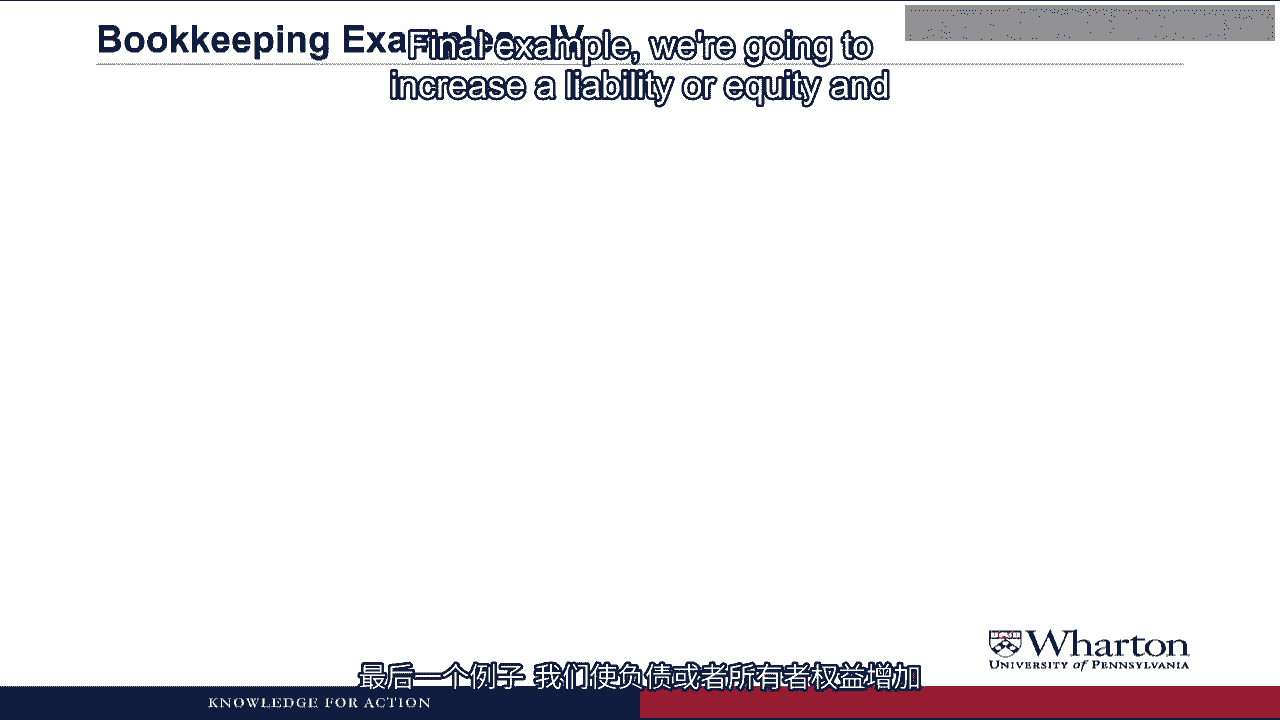 Bookkeeping Examples - IV
Final example, we're going to
increase a liability or equity and
Wharton
UNIVERSITY of PENNSYLVANIA
最后一个例子 我们使负债或者所有者权益增加
KNOWLEDGE FOR ACTION